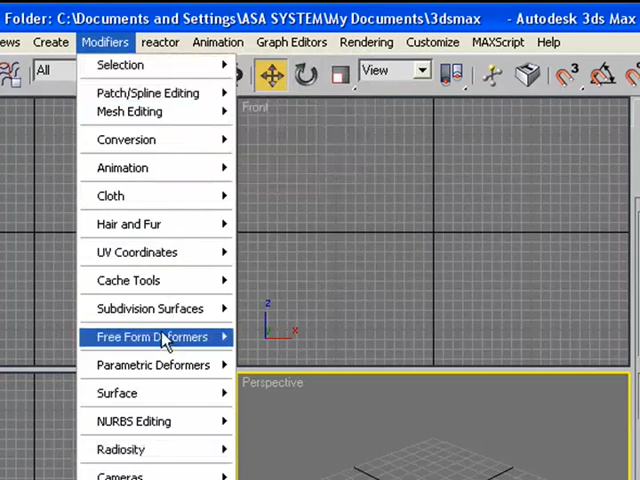 Folder: C:\Documents and Settings\ASA SYSTEM\My Documents\3dsmax - Autodesk 3ds Max
ews Create Modifiers reactor Animation Graph Editors Rendering Customize MAXScript Help
All View 3
Selection
Patch/Spline Editing
Mesh Editing
Front
Conversion
Animation
Cloth
Hair and Fur
UV Coordinates
Cache Tools
Subdivision Surfaces
z
x
Free Form Deformers
Parametric Deformers
Perspective
Surface
NURBS Editing
Radiosity
Cameras